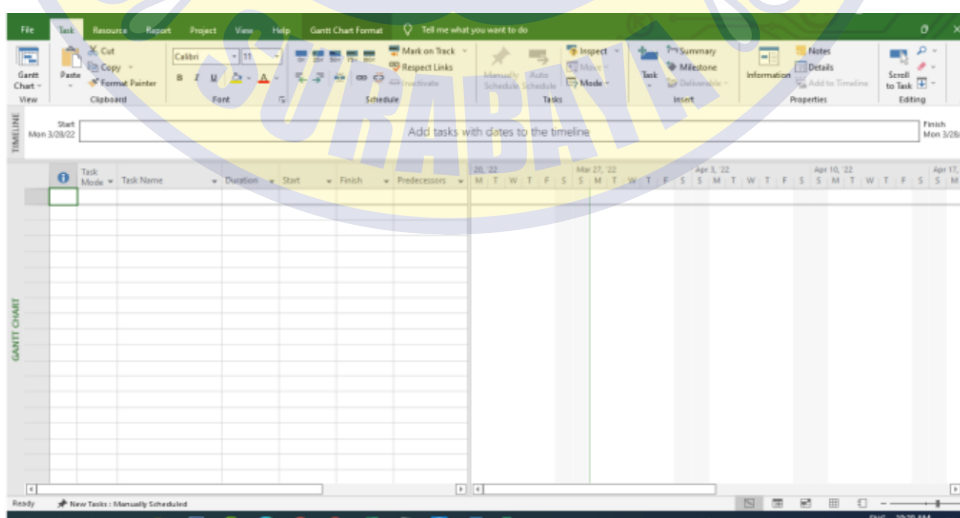 File Task Resource Report Project View Help Gantt Chart Format Tell me what you want to do
Gantt Chart
View
Paste
Cut
Copy
Format Painter
Clipboard
Calibri 11
B I U A
Font
Mark on Track
Respect Links
Inactivate
Schedule
Manually Schedule
Auto Schedule
Inspect
Move
Mode
Tasks
Task
Summary
Milestone
Deliverable
Insert
Information
Notes
Details
Add to Timeline
Properties
Scroll to Task
Editing
TIMELINE
Start
Mon 3/28/22
Add tasks with dates to the timeline
Finish
Mon 3/28/
SURABAYA
Task Mode Task Name Duration Start Finish Predecessors
20, '22 Mar 27, '22 Apr 3, '22 Apr 10, '22 Apr 17,
M T W T F S S M T W T F S S M T W T F S S M T W T F S S M
GANTT CHART
Ready New Tasks : Manually Scheduled